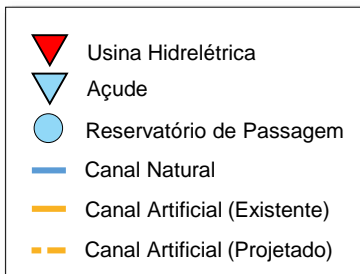 Usina Hidrelétrica
Açude
Reservatório de Passagem
Canal Natural
Canal Artificial (Existente)
Canal Artificial (Projetado)